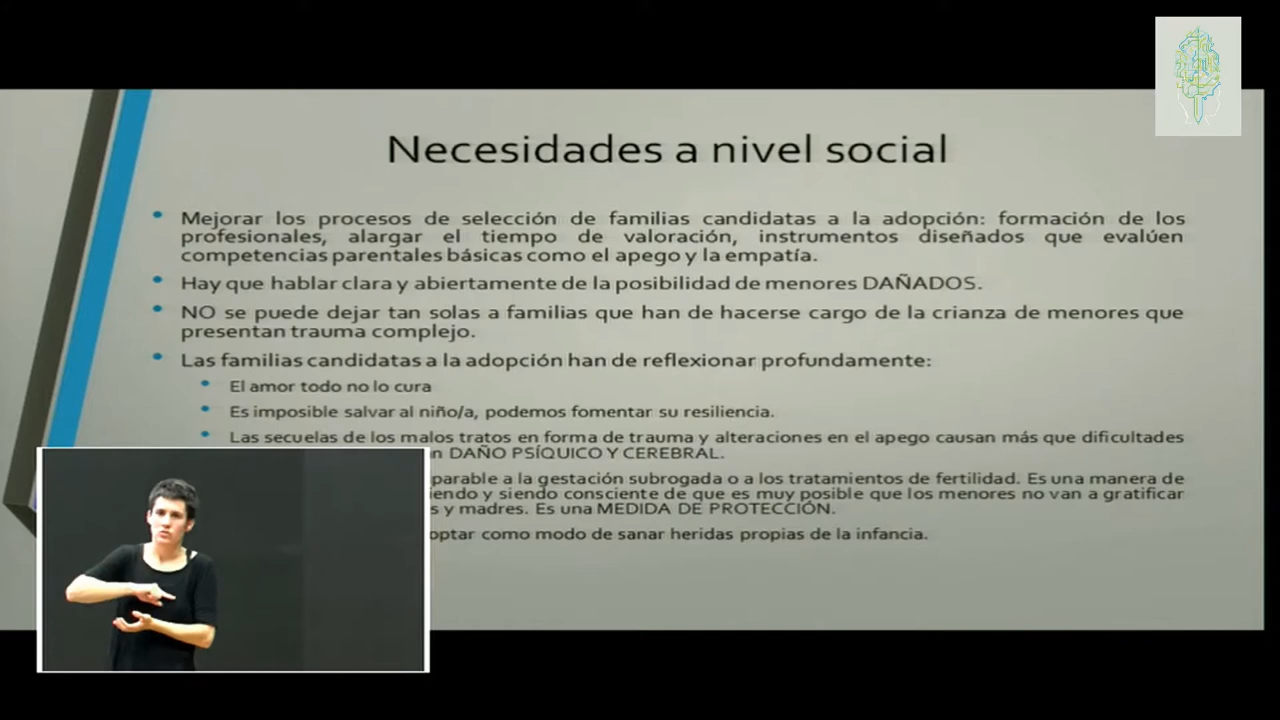 Necesidades a nivel social
• Mejorar los procesos de selección de familias candidatas a la adopción: formación de los
profesionales, alargar el tiempo de valoración, instrumentos diseñados que evalúen
competencias parentales básicas como el apego y la empatía.
• Hay que hablar clara y abiertamente de la posibilidad de menores DAÑADOS.
• NO se puede dejar tan solas a familias que han de hacerse cargo de la crianza de menores que
presentan trauma complejo.
• Las familias candidatas a la adopción han de reflexionar profundamente:
• El amor todo no lo cura
• Es imposible salvar al niño/a, podemos fomentar su resiliencia.
• Las secuelas de los malos tratos en forma de trauma y alteraciones en el apego causan más que dificultades
n DAÑO PSÍQUICO Y CEREBRAL.
parable a la gestación subrogada o a los tratamientos de fertilidad. Es una manera de
iendo y siendo consciente de que es muy posible que los menores no van a gratificar
s y madres. Es una MEDIDA DE PROTECCIÓN.
optar como modo de sanar heridas propias de la infancia.